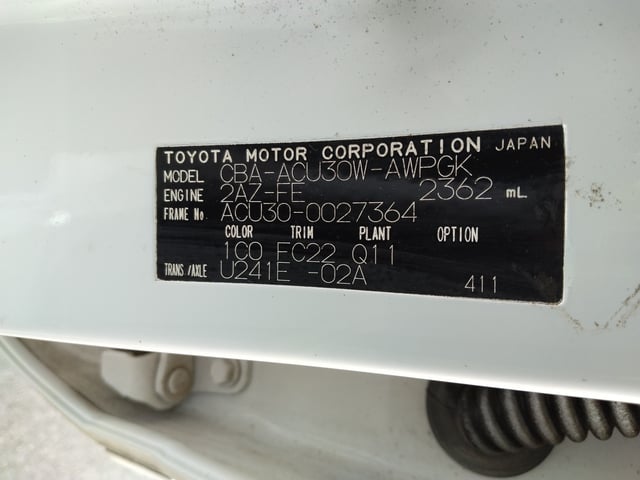 TOYOTA MOTOR CORPORATION JAPAN
MODEL CBA-ACU30W-AWPGK
ENGINE 2AZ-FE 2362 mL
FRAME No. ACU30-0027364
COLOR TRIM PLANT OPTION
1C0 FC22 Q11
TRANS/AXLE U241E -02A
411